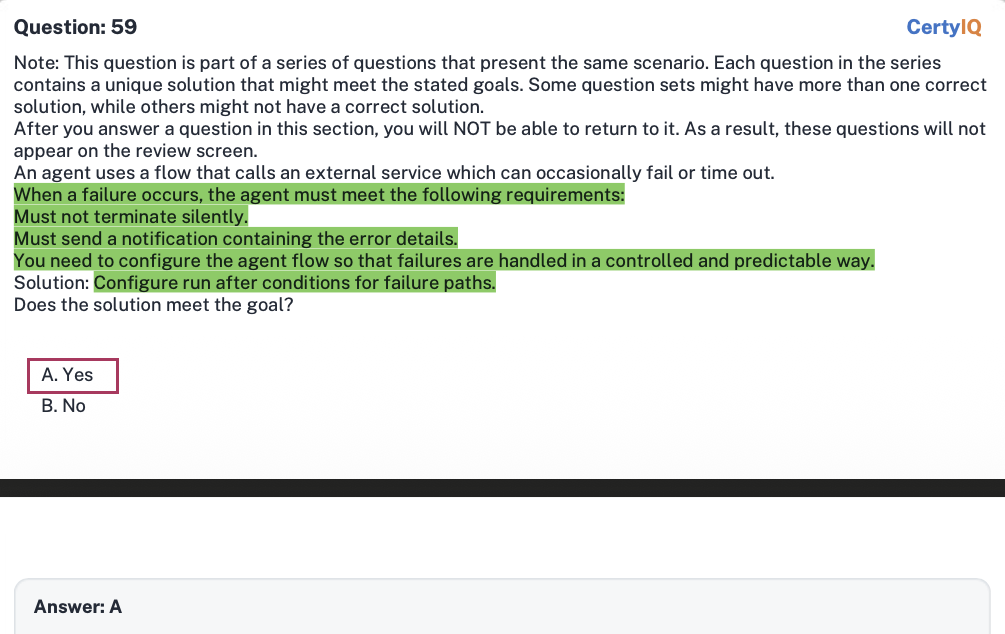 Question: 59
CertyIQ
Note: This question is part of a series of questions that present the same scenario. Each question in the series
contains a unique solution that might meet the stated goals. Some question sets might have more than one correct
solution, while others might not have a correct solution.
After you answer a question in this section, you will NOT be able to return to it. As a result, these questions will not
appear on the review screen.
An agent uses a flow that calls an external service which can occasionally fail or time out.
When a failure occurs, the agent must meet the following requirements:
Must not terminate silently.
Must send a notification containing the error details.
You need to configure the agent flow so that failures are handled in a controlled and predictable way.
Solution: Configure run after conditions for failure paths.
Does the solution meet the goal?
A. Yes
B. No
Answer: A